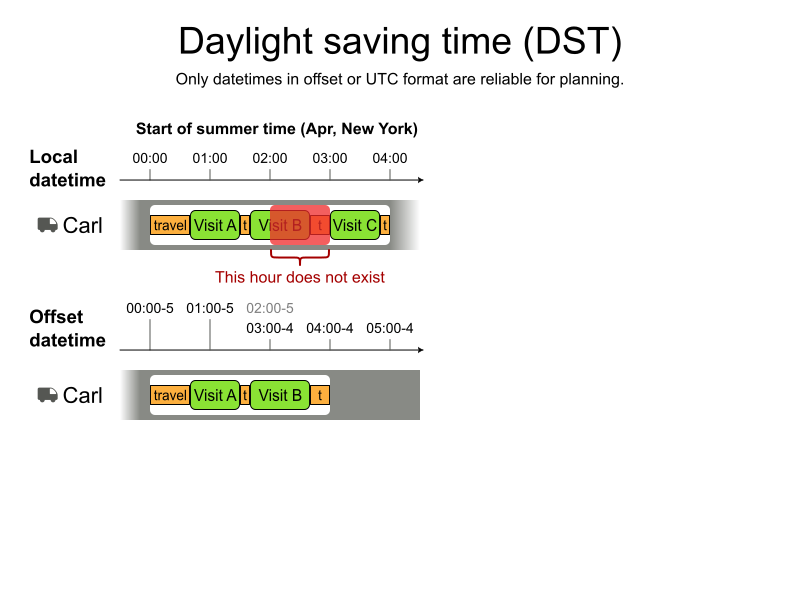 Daylight saving time (DST)
Only datetimes in offset or UTC format are reliable for planning.
Start of summer time (Apr, New York)
Local
datetime
00:00 01:00 02:00 03:00 04:00
Carl
travel Visit A t Visit B t Visit C t
This hour does not exist
Offset
datetime
00:00-5 01:00-5 02:00-5
03:00-4 04:00-4 05:00-4
Carl
travel Visit A t Visit B t